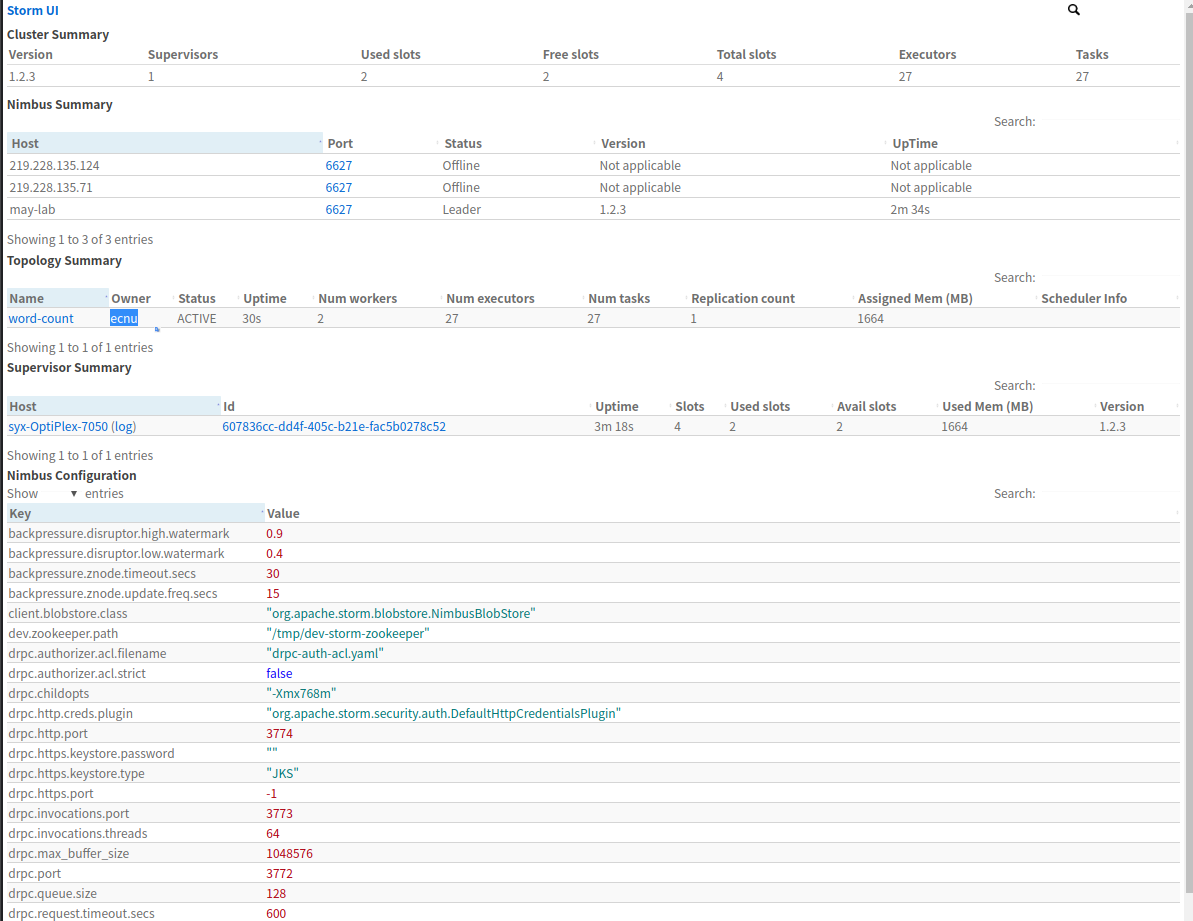 Storm UI
Cluster Summary
Version Supervisors Used slots Free slots Total slots Executors Tasks
1.2.3 1 2 2 4 27 27
Nimbus Summary
Search:
Host Port Status Version UpTime
219.228.135.124 6627 Offline Not applicable Not applicable
219.228.135.71 6627 Offline Not applicable Not applicable
may-lab 6627 Leader 1.2.3 2m 34s
Showing 1 to 3 of 3 entries
Topology Summary
Search:
Name Owner Status Uptime Num workers Num executors Num tasks Replication count Assigned Mem (MB) Scheduler Info
word-count ecnu ACTIVE 30s 2 27 27 1 1664
Showing 1 to 1 of 1 entries
Supervisor Summary
Search:
Host Id Uptime Slots Used slots Avail slots Used Mem (MB) Version
syx-OptiPlex-7050 (log) 607836cc-dd4f-405c-b21e-fac5b0278c52 3m 18s 4 2 2 1664 1.2.3
Showing 1 to 1 of 1 entries
Nimbus Configuration
Show entries Search:
Key Value
backpressure.disruptor.high.watermark 0.9
backpressure.disruptor.low.watermark 0.4
backpressure.znode.timeout.secs 30
backpressure.znode.update.freq.secs 15
client.blobstore.class "org.apache.storm.blobstore.NimbusBlobStore"
dev.zookeeper.path "/tmp/dev-storm-zookeeper"
drpc.authorizer.acl.filename "drpc-auth-acl.yaml"
drpc.authorizer.acl.strict false
drpc.childopts "-Xmx768m"
drpc.http.creds.plugin "org.apache.storm.security.auth.DefaultHttpCredentialsPlugin"
drpc.http.port 3774
drpc.https.keystore.password ""
drpc.https.keystore.type "JKS"
drpc.https.port -1
drpc.invocations.port 3773
drpc.invocations.threads 64
drpc.max_buffer_size 1048576
drpc.port 3772
drpc.queue.size 128
drpc.request.timeout.secs 600